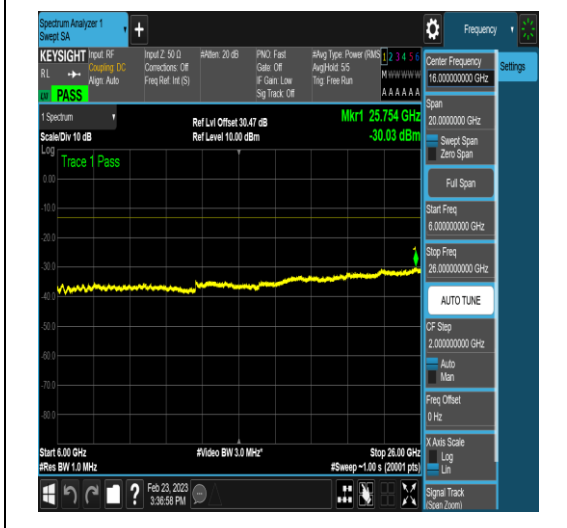 Spectrum Analyzer 1
Swept SA
+
Frequency
KEYSIGHT
RL
PASS
Input: RF
Coupling: DC
Align: Auto
Input Z: 50 Ω
Corrections: Off
Freq Ref: Int (S)
#Atten: 20 dB
PNO: Fast
Gate: Off
IF Gain: Low
Sig Track: Off
#Avg Type: Power (RMS
Avg|Hold: 5/5
Trig: Free Run
1 2 3 4 5 6
M W W W W W
A A A A A A
1 Spectrum
Scale/Div 10 dB
Ref Lvl Offset 30.47 dB
Ref Level 10.00 dBm
Mkr1 25.754 GHz
-30.03 dBm
Log
Trace 1 Pass
0.00
-10.0
-20.0
-30.0
-40.0
-50.0
-60.0
-70.0
-80.0
1
Start 6.00 GHz
#Res BW 1.0 MHz
#Video BW 3.0 MHz*
Stop 26.00 GHz
#Sweep ~1.00 s (20001 pts)
?
Feb 23, 2023
3:36:58 PM
Center Frequency
16.000000000 GHz
Span
20.0000000 GHz
Swept Span
Zero Span
Full Span
Start Freq
6.000000000 GHz
Stop Freq
26.000000000 GHz
AUTO TUNE
CF Step
2.000000000 GHz
Auto
Man
Freq Offset
0 Hz
X Axis Scale
Log
Lin
Signal Track
(Span Zoom)
Settings